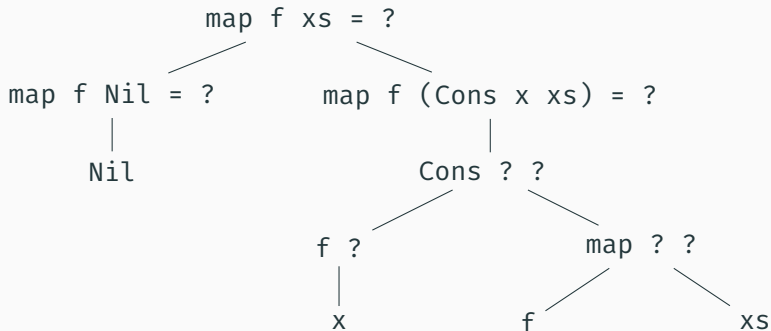 map f xs = ?
map f Nil = ? map f (Cons x xs) = ?
Nil Cons ? ?
f ? map ? ?
x f xs